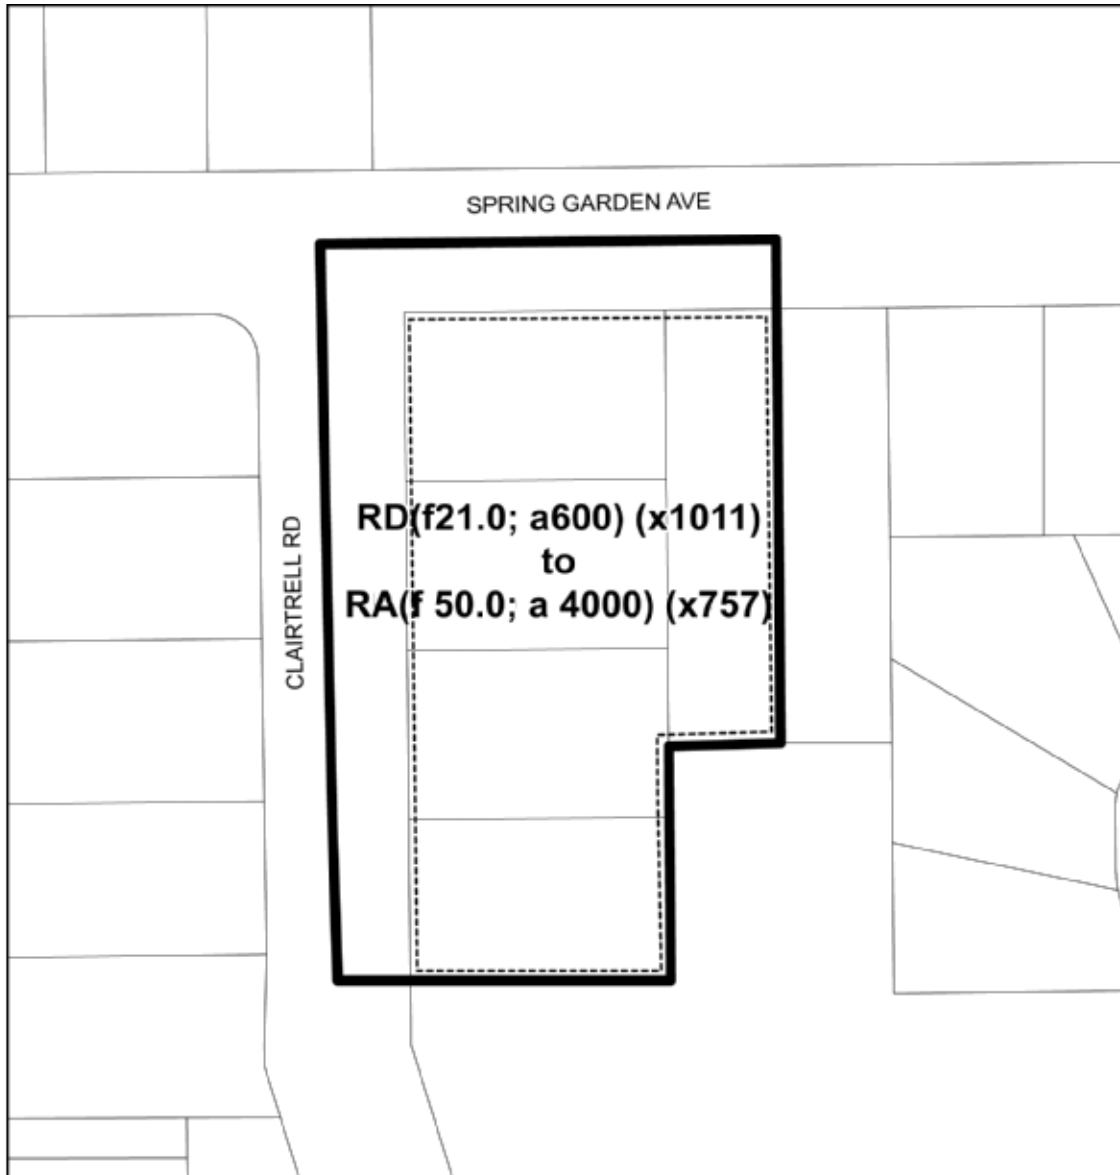 SPRING GARDEN AVE
RD(f21.0; a600) (x1011)
to
RA(f 50.0; a 4000) (x757)
CLAIRTRELL RD